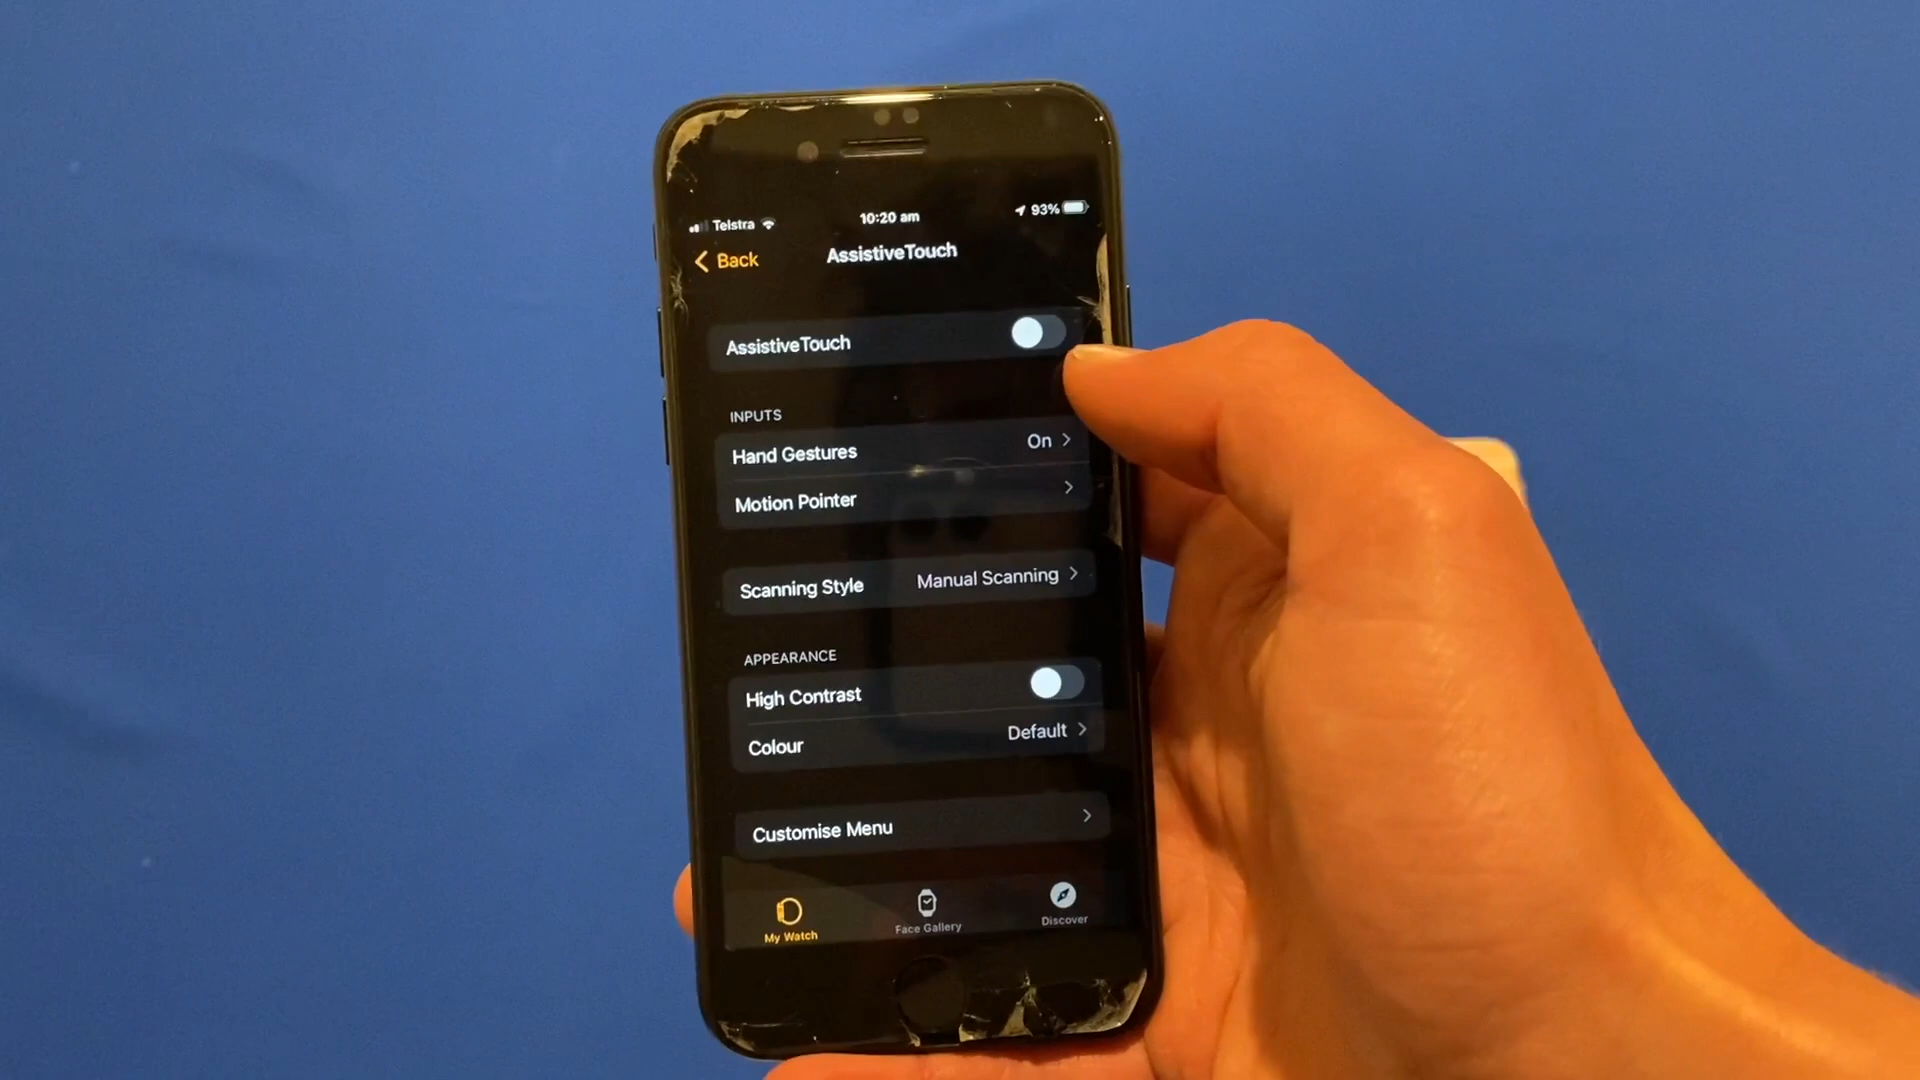 Telstra 10:20 am 93%
Back AssistiveTouch
AssistiveTouch
INPUTS
Hand Gestures On
Motion Pointer
Scanning Style Manual Scanning
APPEARANCE
High Contrast
Colour Default
Customise Menu
My Watch Face Gallery Discover